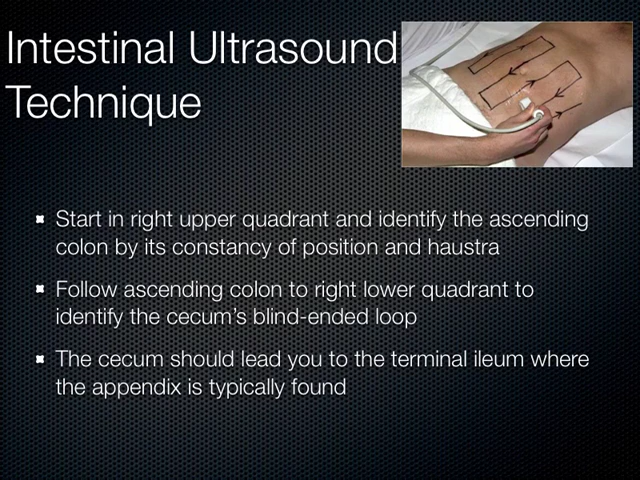 Intestinal Ultrasound
Technique
Start in right upper quadrant and identify the ascending
colon by its constancy of position and haustra
Follow ascending colon to right lower quadrant to
identify the cecum's blind-ended loop
The cecum should lead you to the terminal ileum where
the appendix is typically found